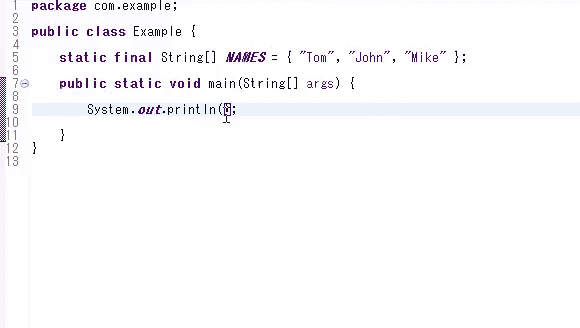 1 package com.example;
2
3 public class Example {
4
5 static final String[] NAMES = { "Tom", "John", "Mike" };
6
7 public static void main(String[] args) {
8
9 System.out.println();
10
11 }
12 }
13